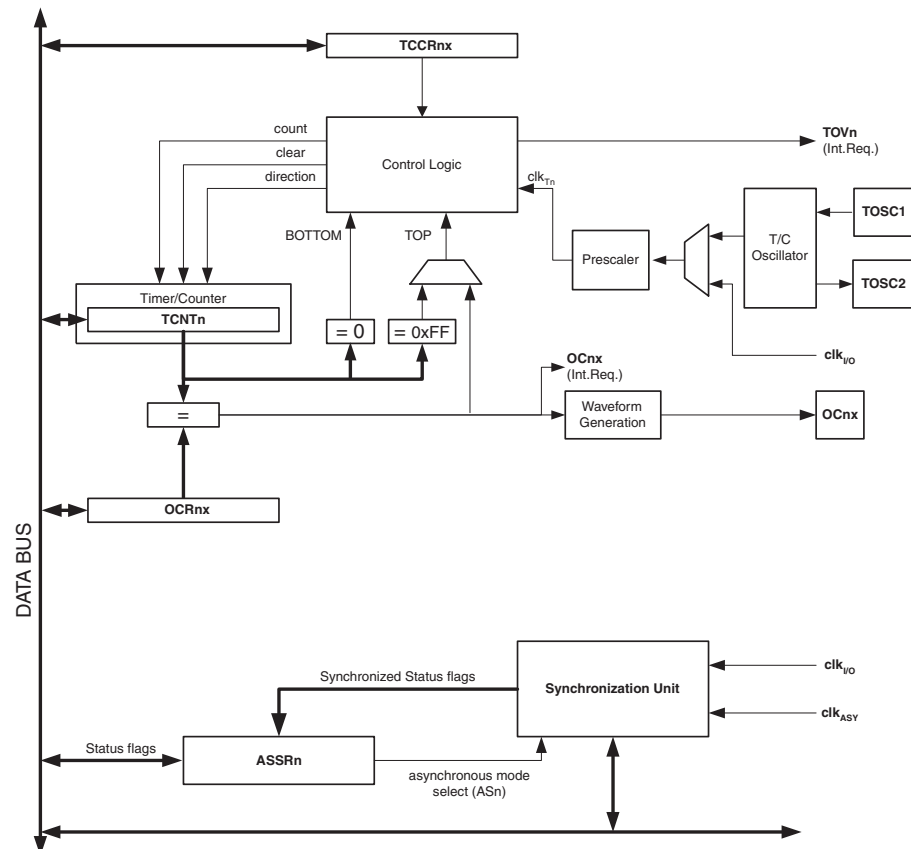 TCCRnx
count
clear
direction
Control Logic
TOVn
(Int.Req.)
clkTn
BOTTOM
TOP
TOSC1
T/C
Oscillator
Prescaler
TOSC2
Timer/Counter
TCNTn
= 0
= 0xFF
clkI/O
OCnx
(Int.Req.)
=
Waveform
Generation
OCnx
OCRnx
DATA BUS
Synchronized Status flags
Synchronization Unit
clkI/O
clkASY
Status flags
ASSRn
asynchronous mode
select (ASn)